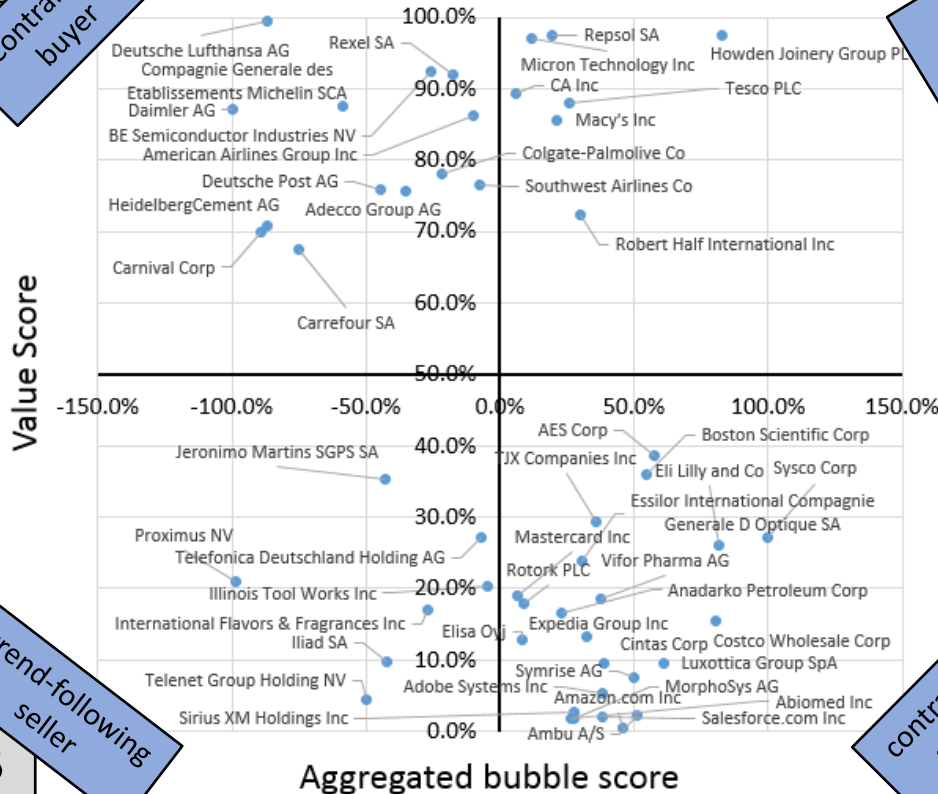 contra
buyer
100.0%
Deutsche Lufthansa AG
Rexel SA
Repsol SA
Howden Joinery Group PL
Compagnie Generale des
Etablissements Michelin SCA
Micron Technology Inc
90.0%
CA Inc
Tesco PLC
Daimler AG
Macy's Inc
BE Semiconductor Industries NV
American Airlines Group Inc
80.0%
Colgate-Palmolive Co
Deutsche Post AG
Southwest Airlines Co
HeidelbergCement AG
Adecco Group AG
70.0%
Robert Half International Inc
Carnival Corp
60.0%
Carrefour SA
Value Score
50.0%
-150.0%
-100.0%
-50.0%
0.0%
50.0%
100.0%
150.0%
AES Corp
Boston Scientific Corp
40.0%
Jeronimo Martins SGPS SA
TJX Companies Inc
Eli Lilly and Co
Sysco Corp
Essilor International Compagnie
Generale D Optique SA
30.0%
Proximus NV
Mastercard Inc
Telefonica Deutschland Holding AG
Vifor Pharma AG
Rotork PLC
20.0%
Illinois Tool Works Inc
Anadarko Petroleum Corp
International Flavors & Fragrances Inc
Elisa Oyj
Expedia Group Inc
Iliad SA
Cintas Corp
Costco Wholesale Corp
10.0%
Symrise AG
Luxottica Group SpA
Telenet Group Holding NV
Adobe Systems Inc
MorphoSys AG
Amazon.com Inc
Abiomed Inc
Sirius XM Holdings Inc
Salesforce.com Inc
0.0%
Ambu A/S
rend-following
seller
contra
Aggregated bubble score